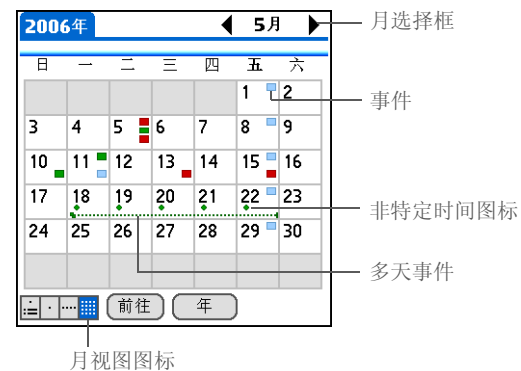 2006年 5月 月选择框
日 一 二 三 四 五 六
1 2
事件
3 4 5 6 7 8 9
10 11 12 13 14 15 16
17 18 19 20 21 22 23
非特定时间图标
24 25 26 27 28 29 30
多天事件
前往 年
月视图图标